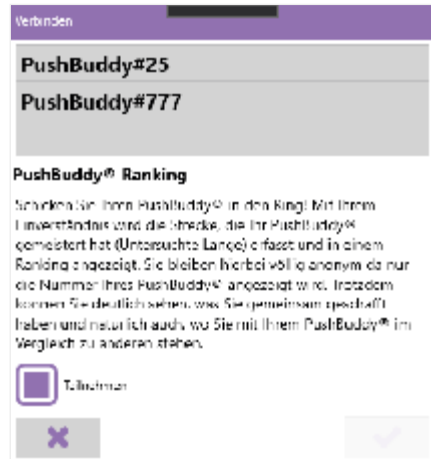 Verbinden
PushBuddy#25
PushBuddy#777
PushBuddy® Ranking
Schicken Sie Ihren PushBuddy® in den Ring! Mit Ihrem
Einverständnis wird die Strecke, die Ihr PushBuddy®
gemeistert hat (Untersuchte Länge) erfasst und in einem
Ranking angezeigt. Sie bleiben hierbei völlig anonym da nur
die Nummer Ihres PushBuddy® angezeigt wird. Trotzdem
können Sie deutlich sehen, was Sie gemeinsam geschafft
haben und natürlich auch, wo Sie mit Ihrem PushBuddy® im
Vergleich zu anderen stehen.
Teilnehmen